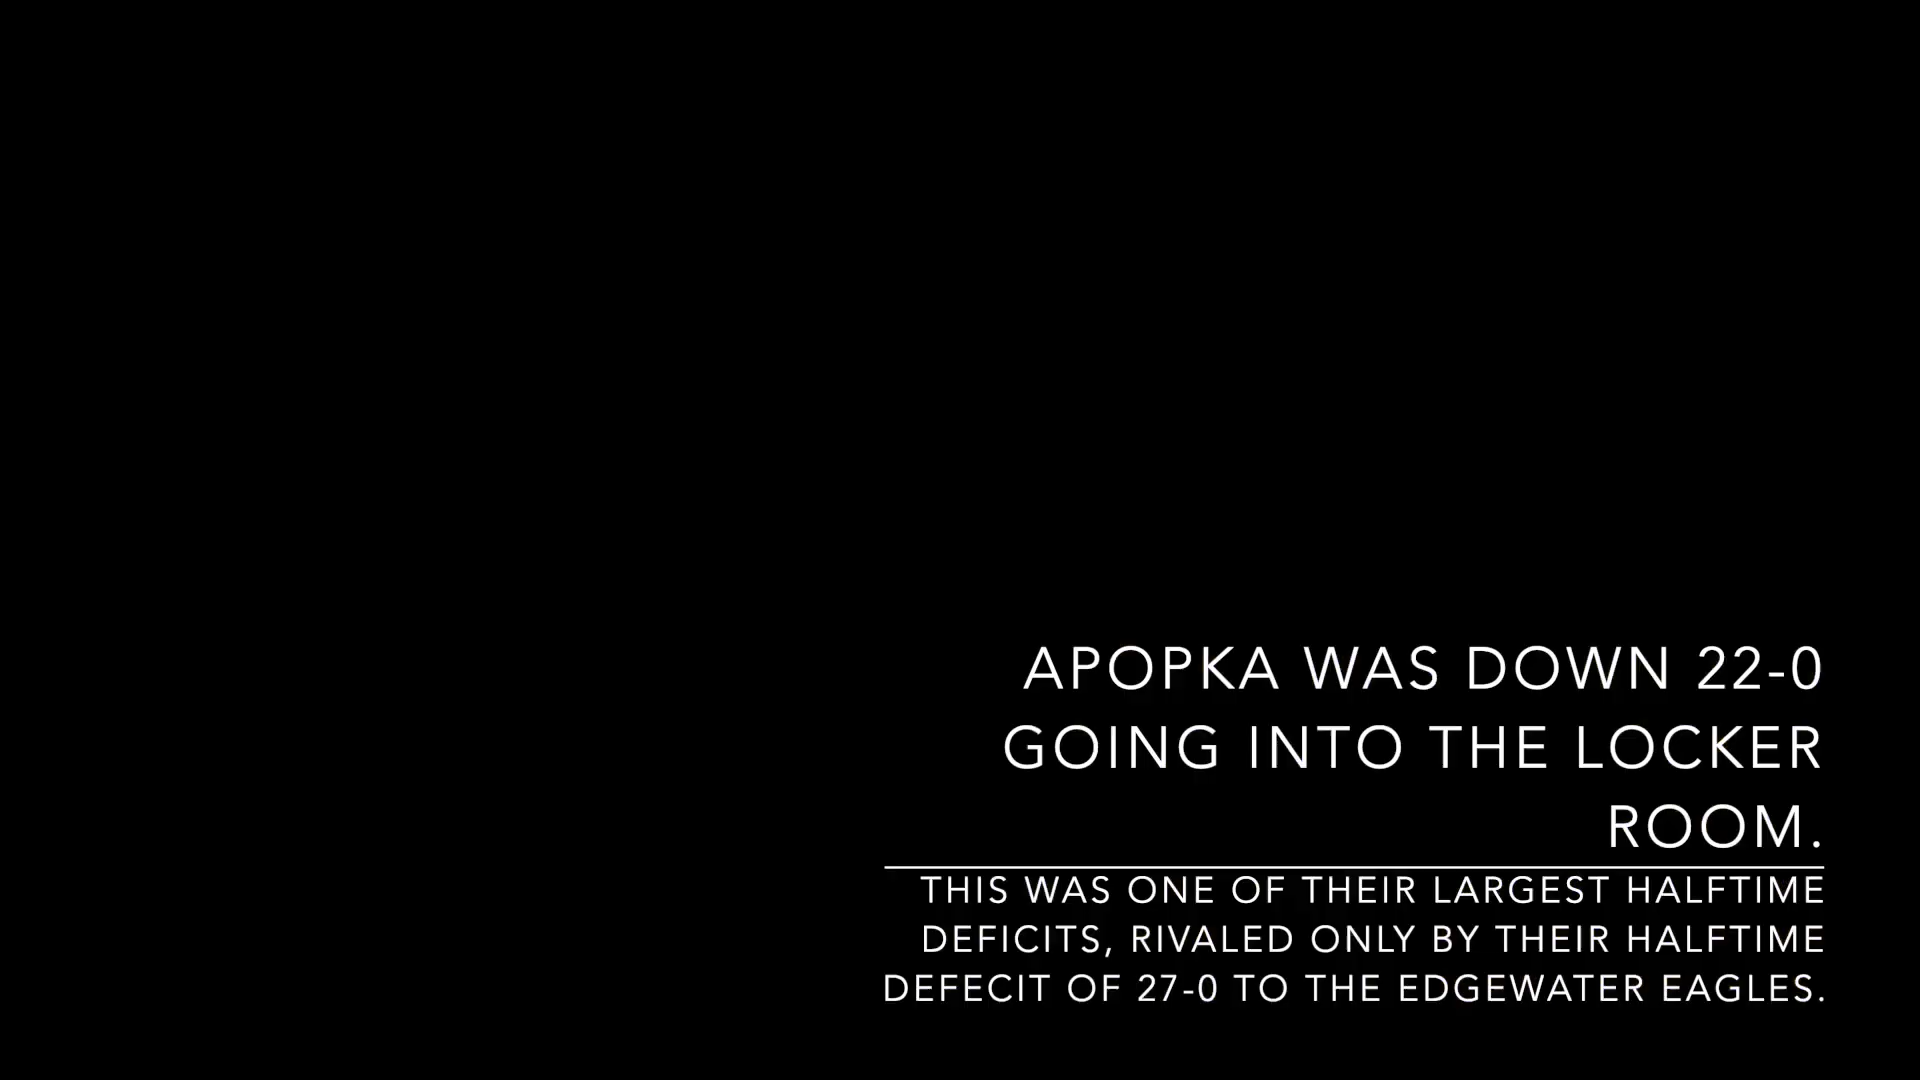 APOPKA WAS DOWN 22-0
GOING INTO THE LOCKER
ROOM.
THIS WAS ONE OF THEIR LARGEST HALFTIME
DEFICITS, RIVALED ONLY BY THEIR HALFTIME
DEFECIT OF 27-0 TO THE EDGEWATER EAGLES.